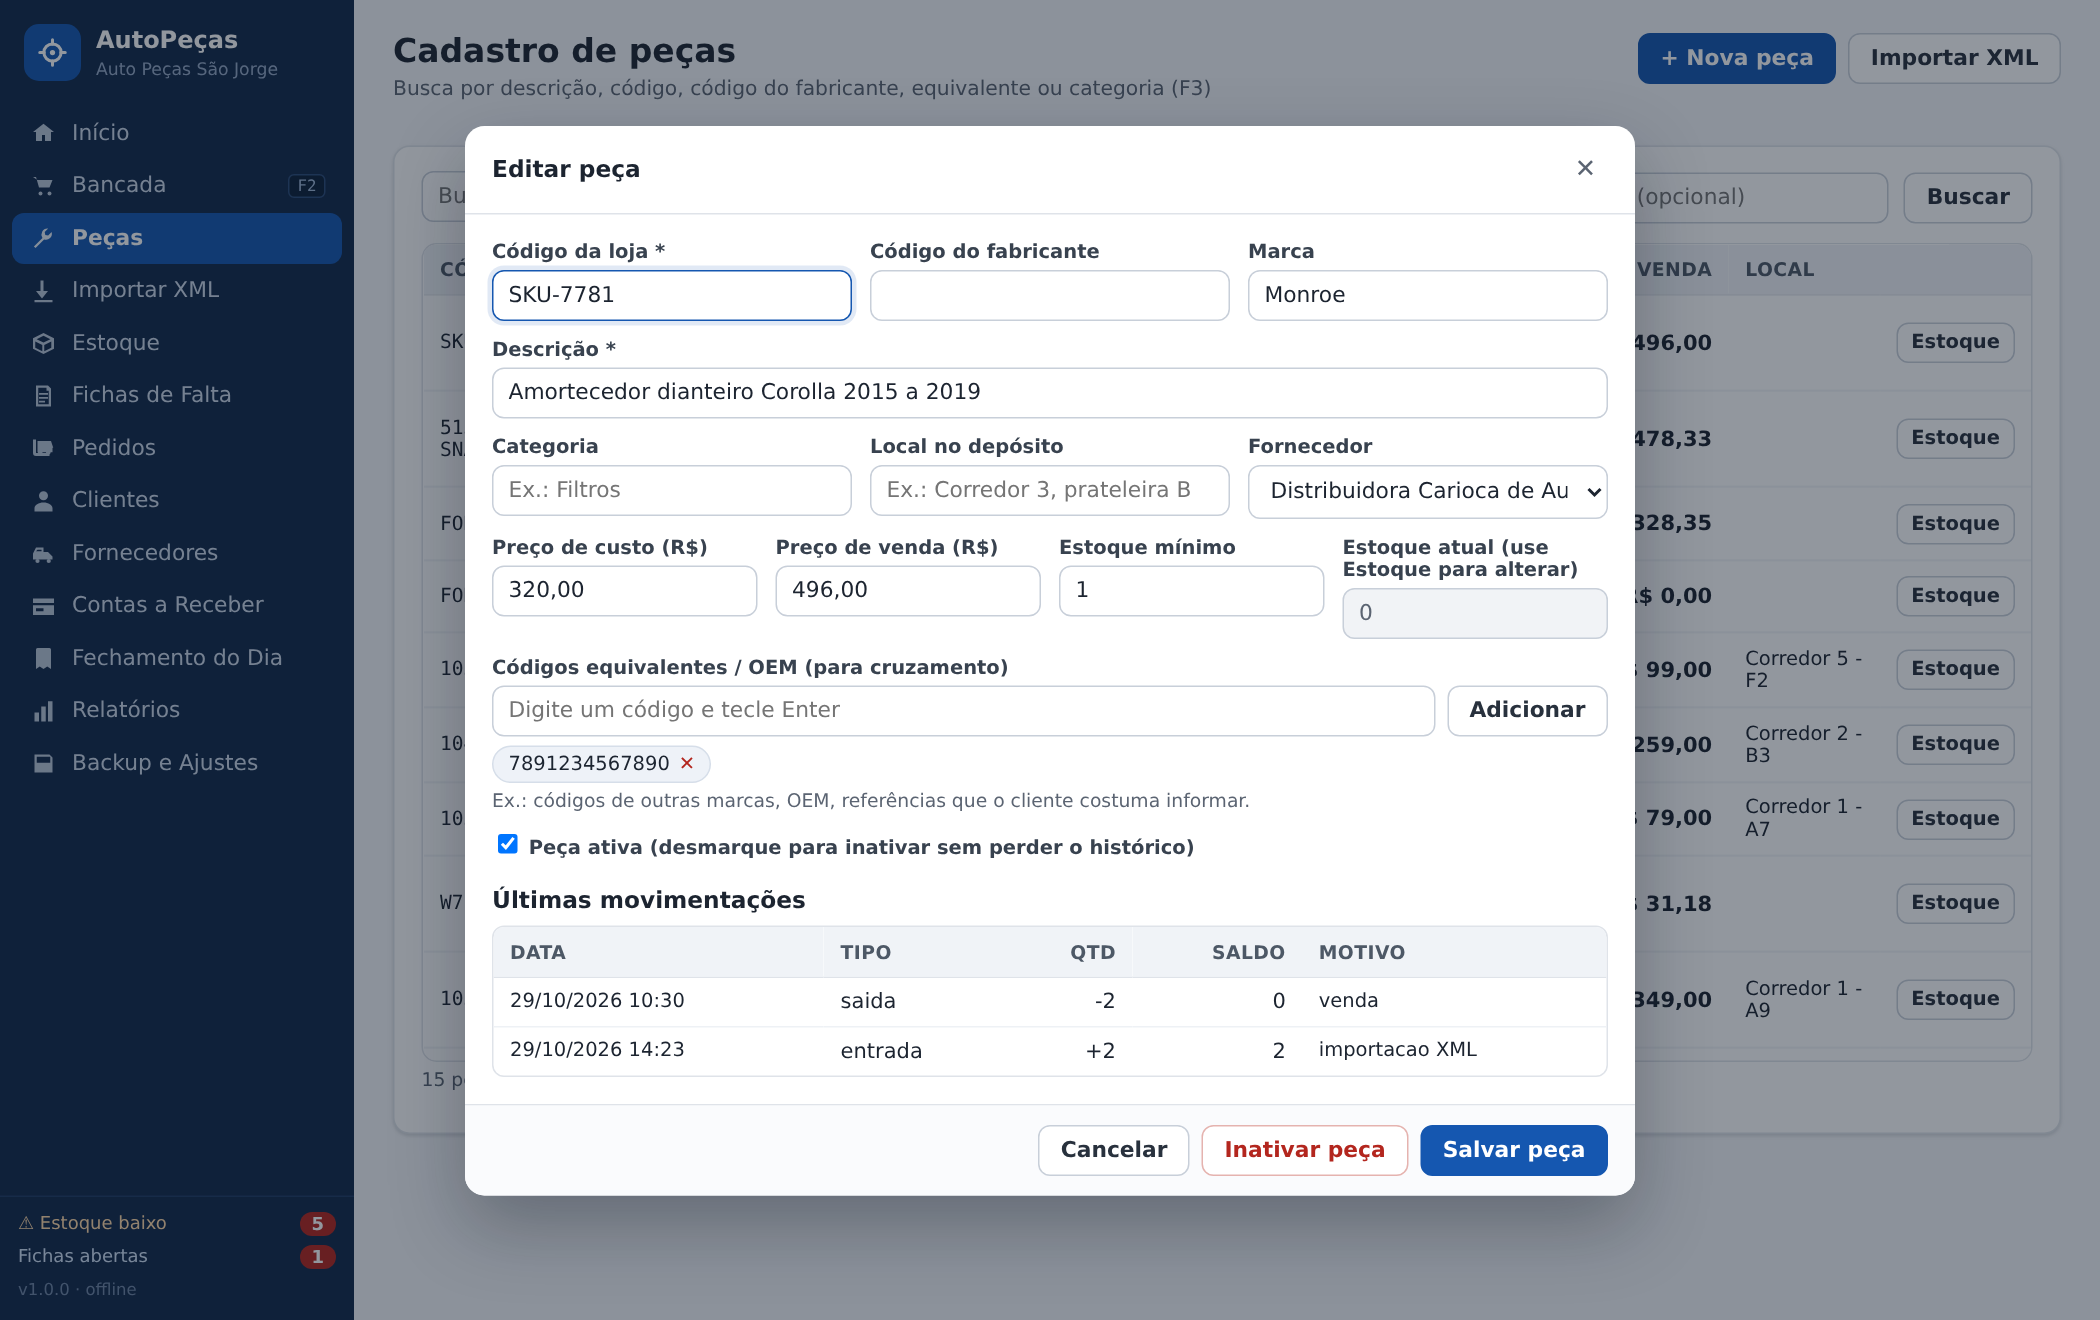 AutoPeças
Auto Peças São Jorge
Início
Bancada F2
Peças
Importar XML
Estoque
Fichas de Falta
Pedidos
Clientes
Fornecedores
Contas a Receber
Fechamento do Dia
Relatórios
Backup e Ajustes
⚠ Estoque baixo 5
Fichas abertas 1
v1.0.0 · offline
Cadastro de peças
Busca por descrição, código, código do fabricante, equivalente ou categoria (F3)
+ Nova peça
Importar XML
(opcional)
Buscar
VENDA LOCAL
496,00 Estoque
478,33 Estoque
328,35 Estoque
$ 0,00 Estoque
99,00 Corredor 5 -
F2 Estoque
259,00 Corredor 2 -
B3 Estoque
79,00 Corredor 1 -
A7 Estoque
31,18 Estoque
349,00 Corredor 1 -
A9 Estoque
15
Editar peça ✕
Código da loja * Código do fabricante Marca
SKU-7781 Monroe
Descrição *
Amortecedor dianteiro Corolla 2015 a 2019
Categoria Local no depósito Fornecedor
Ex.: Filtros Ex.: Corredor 3, prateleira B Distribuidora Carioca de Au
Preço de custo (R$) Preço de venda (R$) Estoque mínimo Estoque atual (use
Estoque para alterar)
320,00 496,00 1 0
Códigos equivalentes / OEM (para cruzamento)
Digite um código e tecle Enter Adicionar
7891234567890 ✕
Ex.: códigos de outras marcas, OEM, referências que o cliente costuma informar.
Peça ativa (desmarque para inativar sem perder o histórico)
Últimas movimentações
DATA TIPO QTD SALDO MOTIVO
29/10/2026 10:30 saida -2 0 venda
29/10/2026 14:23 entrada +2 2 importacao XML
Cancelar Inativar peça Salvar peça